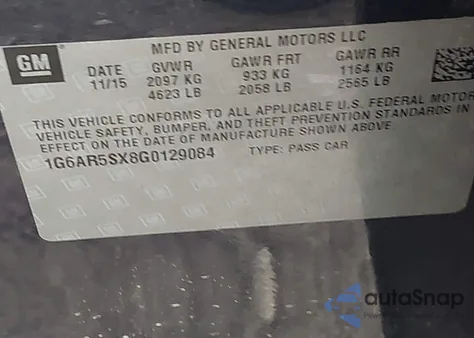 GM
MFD BY GENERAL MOTORS LLC
DATE GVWR GAWR FRT GAWR RR
11/15 2097 KG 933 KG 1164 KG
4623 LB 2058 LB 2565 LB
THIS VEHICLE CONFORMS TO ALL APPLICABLE U.S. FEDERAL MOTOR
VEHICLE SAFETY, BUMPER, AND THEFT PREVENTION STANDARDS IN
EFFECT ON THE DATE OF MANUFACTURE SHOWN ABOVE.
1G6AR5SX8G0129084 TYPE: PASS CAR
autoSnap